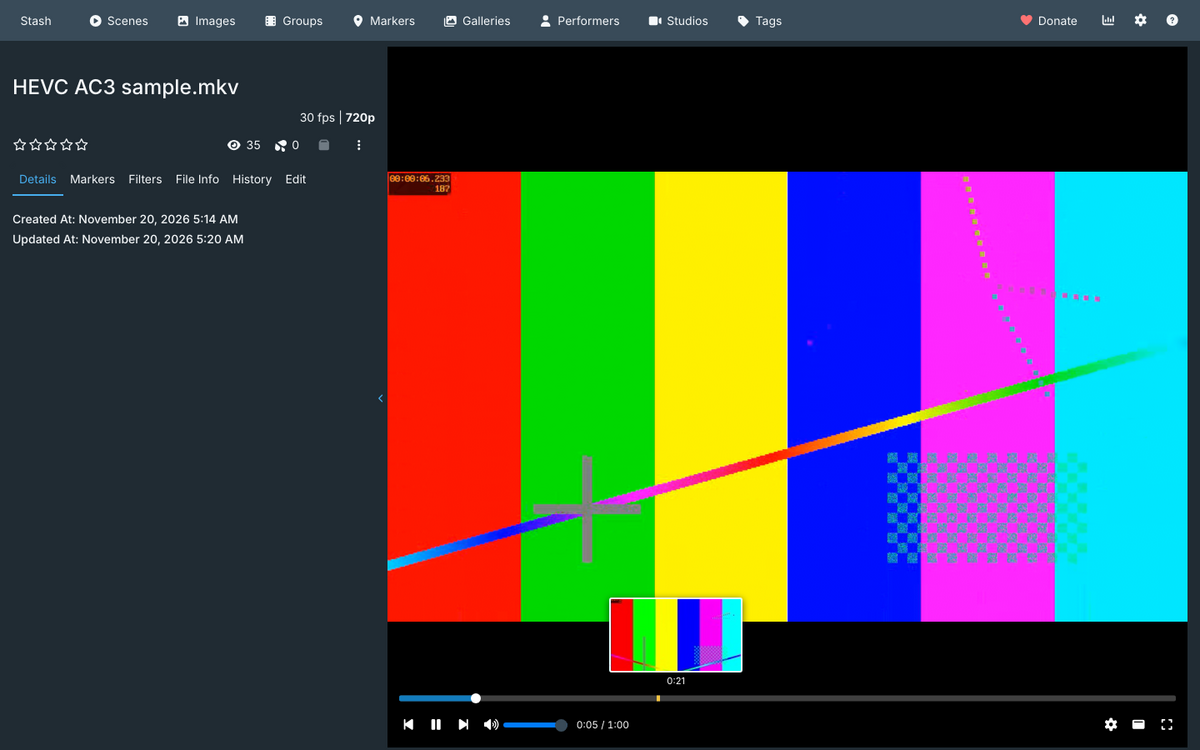 Stash Scenes Images Groups Markers Galleries Performers Studios Tags Donate
HEVC AC3 sample.mkv
30 fps | 720p
35 0
Details Markers Filters File Info History Edit
Created At: November 20, 2026 5:14 AM
Updated At: November 20, 2026 5:20 AM
00:00:06.233
187
0:21
0:05 / 1:00